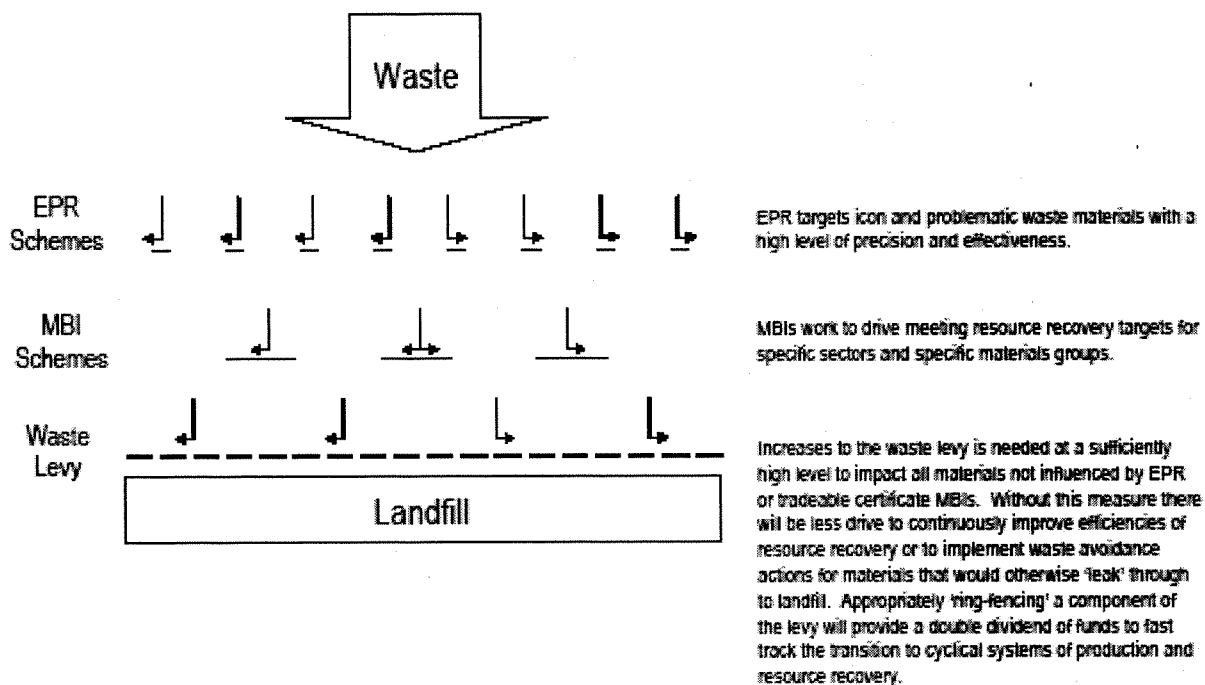 Waste
EPR
Schemes
EPR targets icon and problematic waste materials with a
high level of precision and effectiveness.
MBI
Schemes
MBIs work to drive meeting resource recovery targets for
specific sectors and specific materials groups.
Waste
Levy
Landfill
Increases to the waste levy is needed at a sufficiently
high level to impact all materials not influenced by EPR
or tradeable certificate MBIs. Without this measure there
will be less drive to continuously improve efficiencies of
resource recovery or to implement waste avoidance
actions for materials that would otherwise 'leak' through
to landfill. Appropriately 'ring-fencing' a component of
the levy will provide a double dividend of funds to fast
track the transition to cyclical systems of production and
resource recovery.